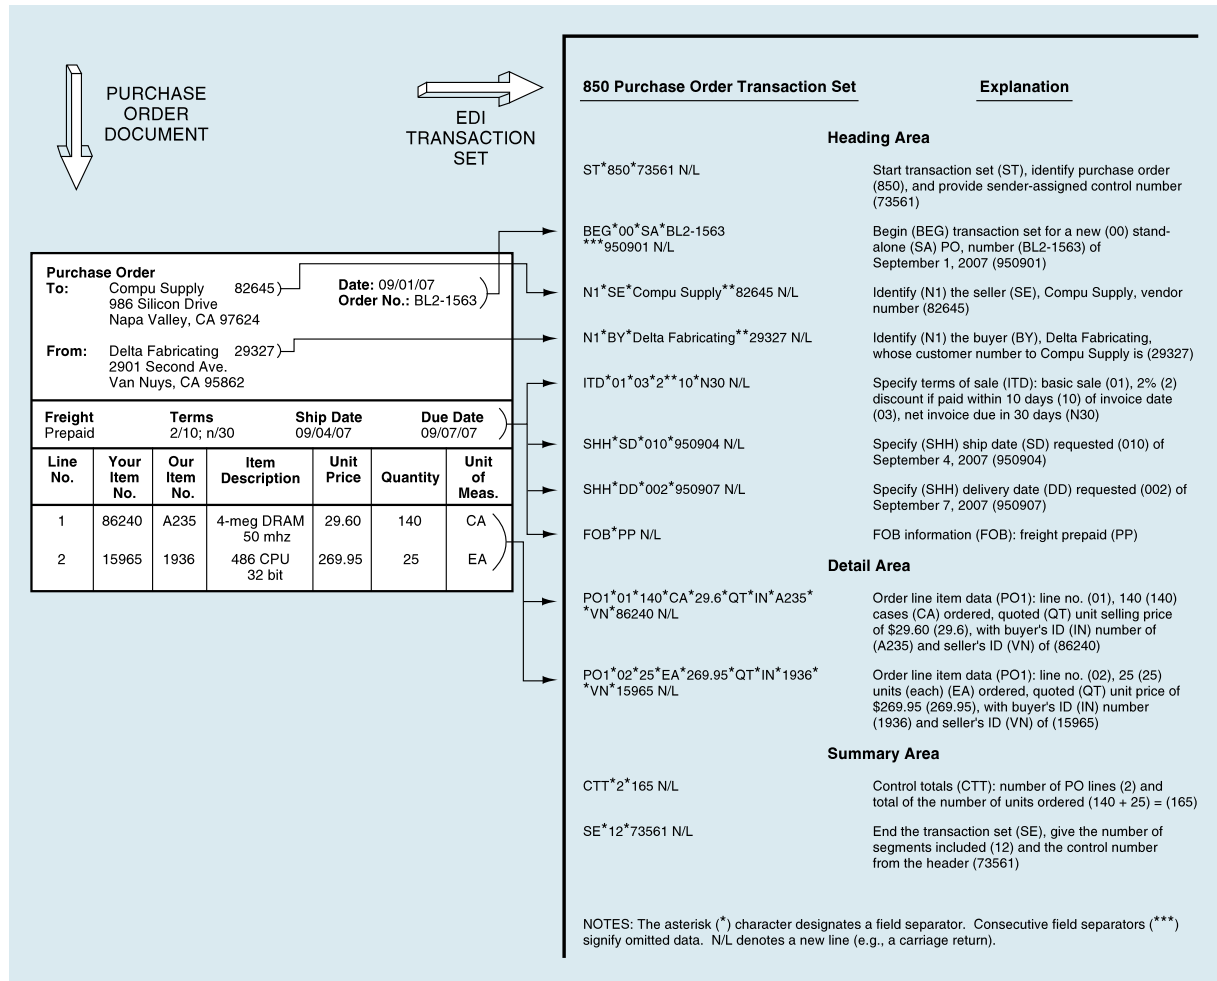 PURCHASE
ORDER
DOCUMENT
EDI
TRANSACTION
SET
Purchase Order
To: Compu Supply 82645
986 Silicon Drive
Napa Valley, CA 97624
Date: 09/01/07
Order No.: BL2-1563
From: Delta Fabricating 29327
2901 Second Ave.
Van Nuys, CA 95862
Freight Terms Ship Date Due Date
Prepaid 2/10; n/30 09/04/07 09/07/07
Line Your Our Item Unit Unit
No. Item Item Description Price Quantity of
No. No. Meas.
1 86240 A235 4-meg DRAM 29.60 140 CA
50 mhz
2 15965 1936 486 CPU 269.95 25 EA
32 bit
850 Purchase Order Transaction Set Explanation
Heading Area
ST*850*73561 N/L
Start transaction set (ST), identify purchase order
(850), and provide sender-assigned control number
(73561)
BEG*00*SA*BL2-1563
***950901 N/L
Begin (BEG) transaction set for a new (00) stand-
alone (SA) PO, number (BL2-1563) of
September 1, 2007 (950901)
N1*SE*Compu Supply**82645 N/L
Identify (N1) the seller (SE), Compu Supply, vendor
number (82645)
N1*BY*Delta Fabricating**29327 N/L
Identify (N1) the buyer (BY), Delta Fabricating,
whose customer number to Compu Supply is (29327)
ITD*01*03*2**10*N30 N/L
Specify terms of sale (ITD): basic sale (01), 2% (2)
discount if paid within 10 days (10) of invoice date
(03), net invoice due in 30 days (N30)
SHH*SD*010*950904 N/L
Specify (SHH) ship date (SD) requested (010) of
September 4, 2007 (950904)
SHH*DD*002*950907 N/L
Specify (SHH) delivery date (DD) requested (002) of
September 7, 2007 (950907)
FOB*PP N/L
FOB information (FOB): freight prepaid (PP)
Detail Area
PO1*01*140*CA*29.6*QT*IN*A235*
*VN*86240 N/L
Order line item data (PO1): line no. (01), 140 (140)
cases (CA) ordered, quoted (QT) unit selling price
of $29.60 (29.6), with buyer's ID (IN) number of
(A235) and seller's ID (VN) of (86240)
PO1*02*25*EA*269.95*QT*IN*1936*
*VN*15965 N/L
Order line item data (PO1): line no. (02), 25 (25)
units (each) (EA) ordered, quoted (QT) unit price of
$269.95 (269.95), with buyer's ID (IN) number
(1936) and seller's ID (VN) of (15965)
Summary Area
CTT*2*165 N/L
Control totals (CTT): number of PO lines (2) and
total of the number of units ordered (140 + 25) = (165)
SE*12*73561 N/L
End the transaction set (SE), give the number of
segments included (12) and the control number
from the header (73561)
NOTES: The asterisk (*) character designates a field separator. Consecutive field separators (***)
signify omitted data. N/L denotes a new line (e.g., a carriage return).